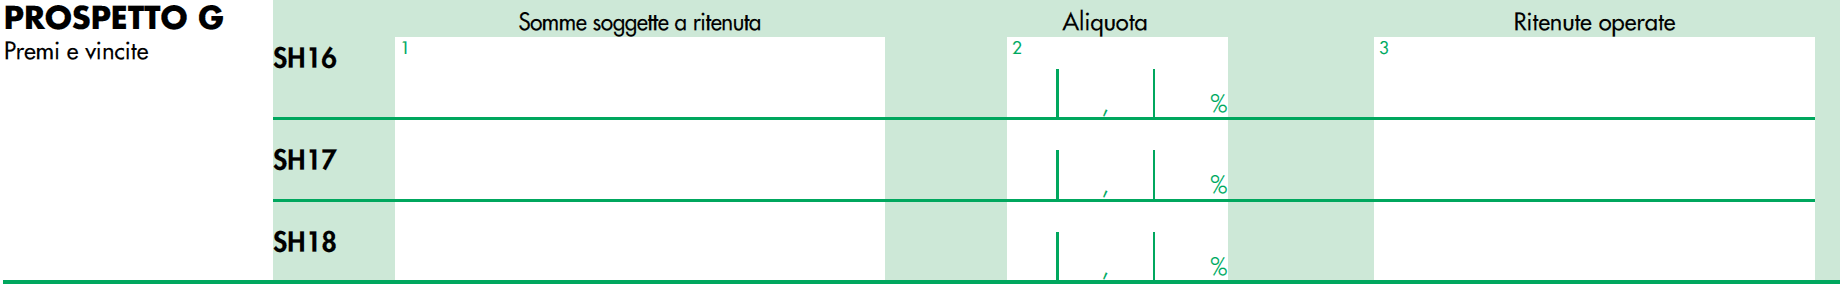 PROSPETTO G
Premi e vincite
Somme soggette a ritenuta Aliquota Ritenute operate
SH16 1 2 , % 3
SH17 , %
SH18 , %